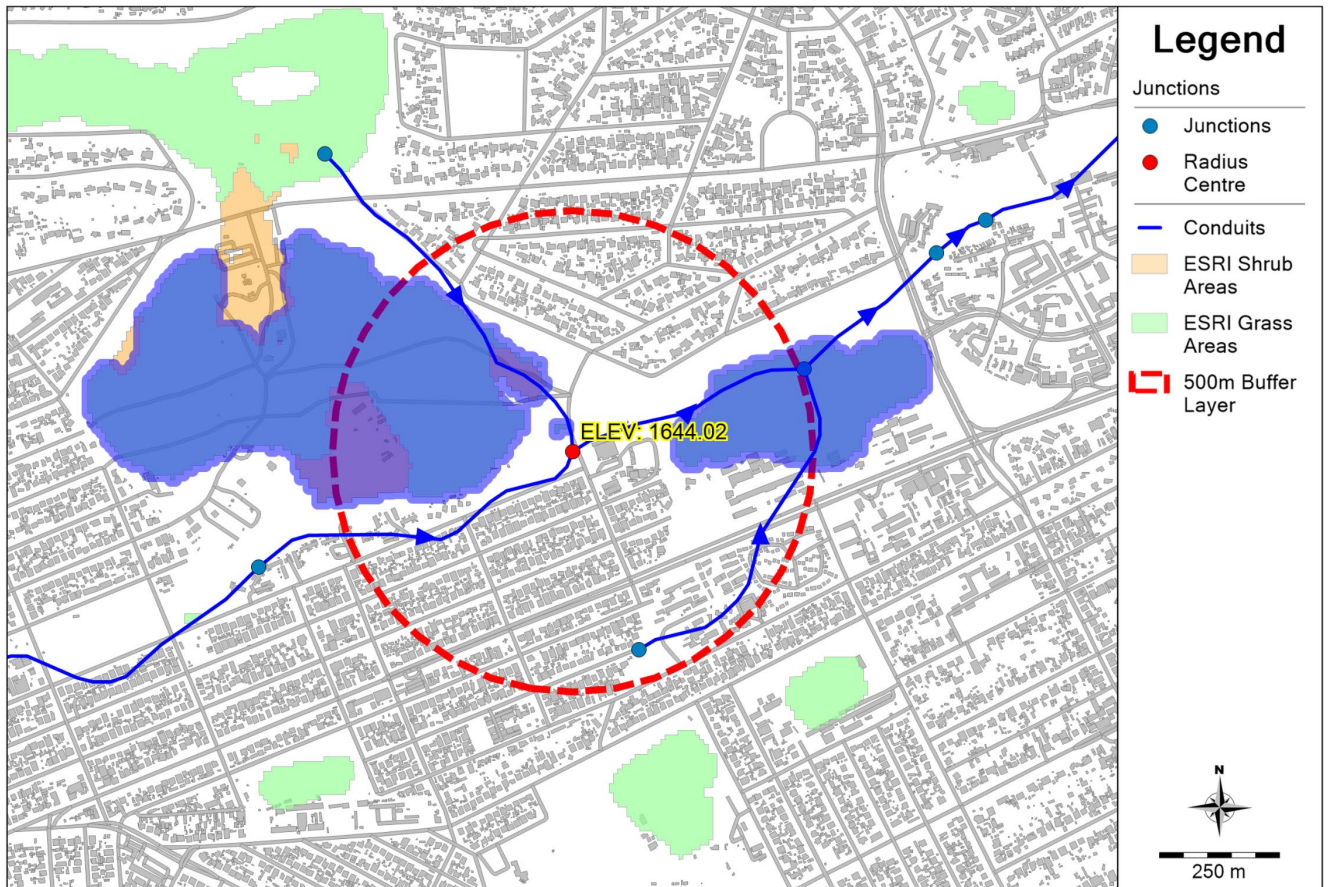 ELEV: 1644.02
Legend
Junctions
Junctions
Radius
Centre
Conduits
ESRI Shrub
Areas
ESRI Grass
Areas
500m Buffer
Layer
N
250 m